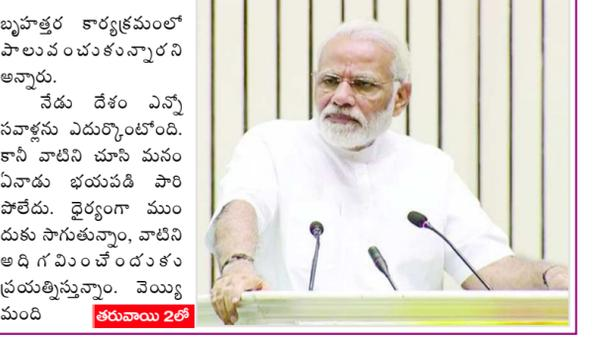 బృహత్తర కార్యక్రమంలో
పాలువంచుకున్నారని
అన్నారు.
నేడు దేశం ఎన్నో
సవాళ్లను ఎదుర్కొంటోంది.
కానీ వాటిని చూసి మనం
ఏనాడు భయపడి పారి
పోలేదు. ధైర్యంగా ముం
దుకు సాగుతున్నాం, వాటిని
అధిగమించేందుకు
ప్రయత్నిస్తున్నాం. వెయ్యి
మంది తరువాయి 2లో